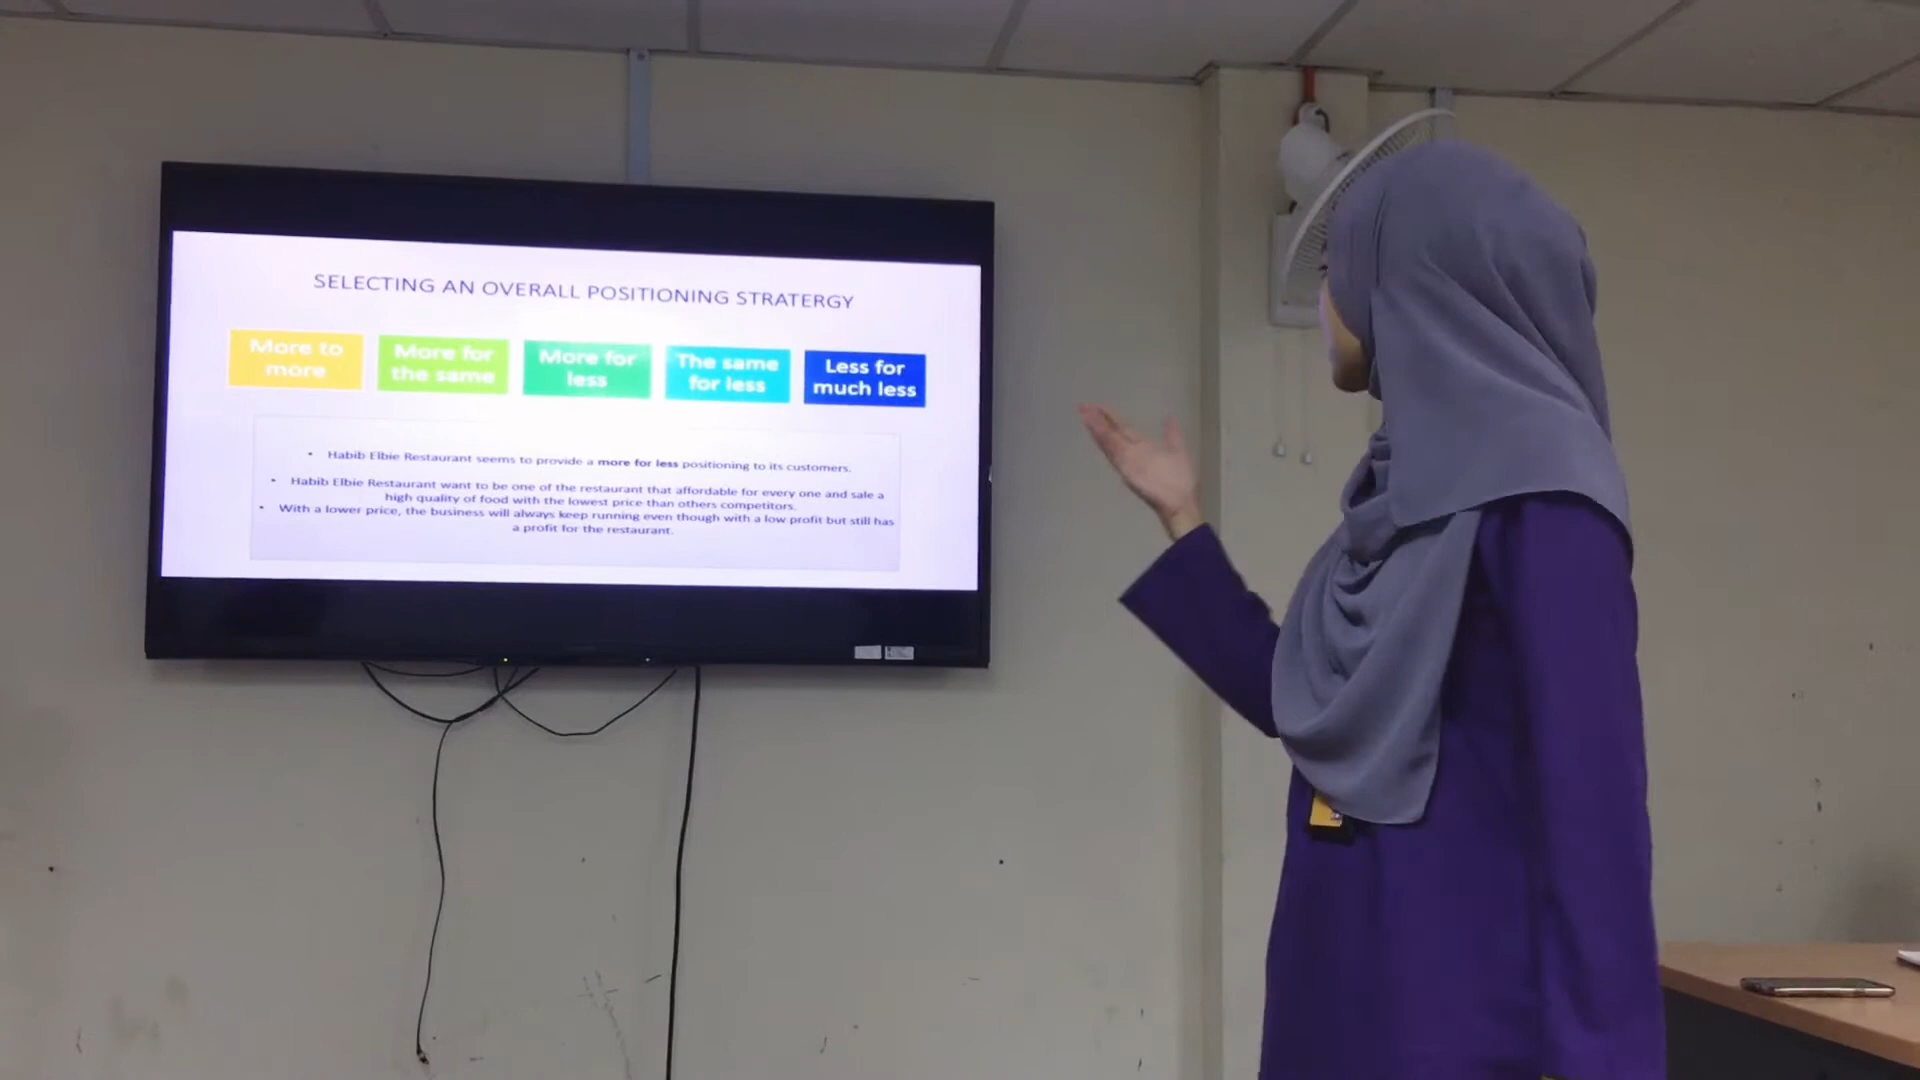 SELECTING AN OVERALL POSITIONING STRATERGY
More to
more
More for
the same
More for
less
The same
for less
Less for
much less
• Habib Elbie Restaurant seems to provide a more for less positioning to its customers.
• Habib Elbie Restaurant want to be one of the restaurant that affordable for every one and sale a
high quality of food with the lowest price than others competitors.
• With a lower price, the business will always keep running even though with a low profit but still has
a profit for the restaurant.